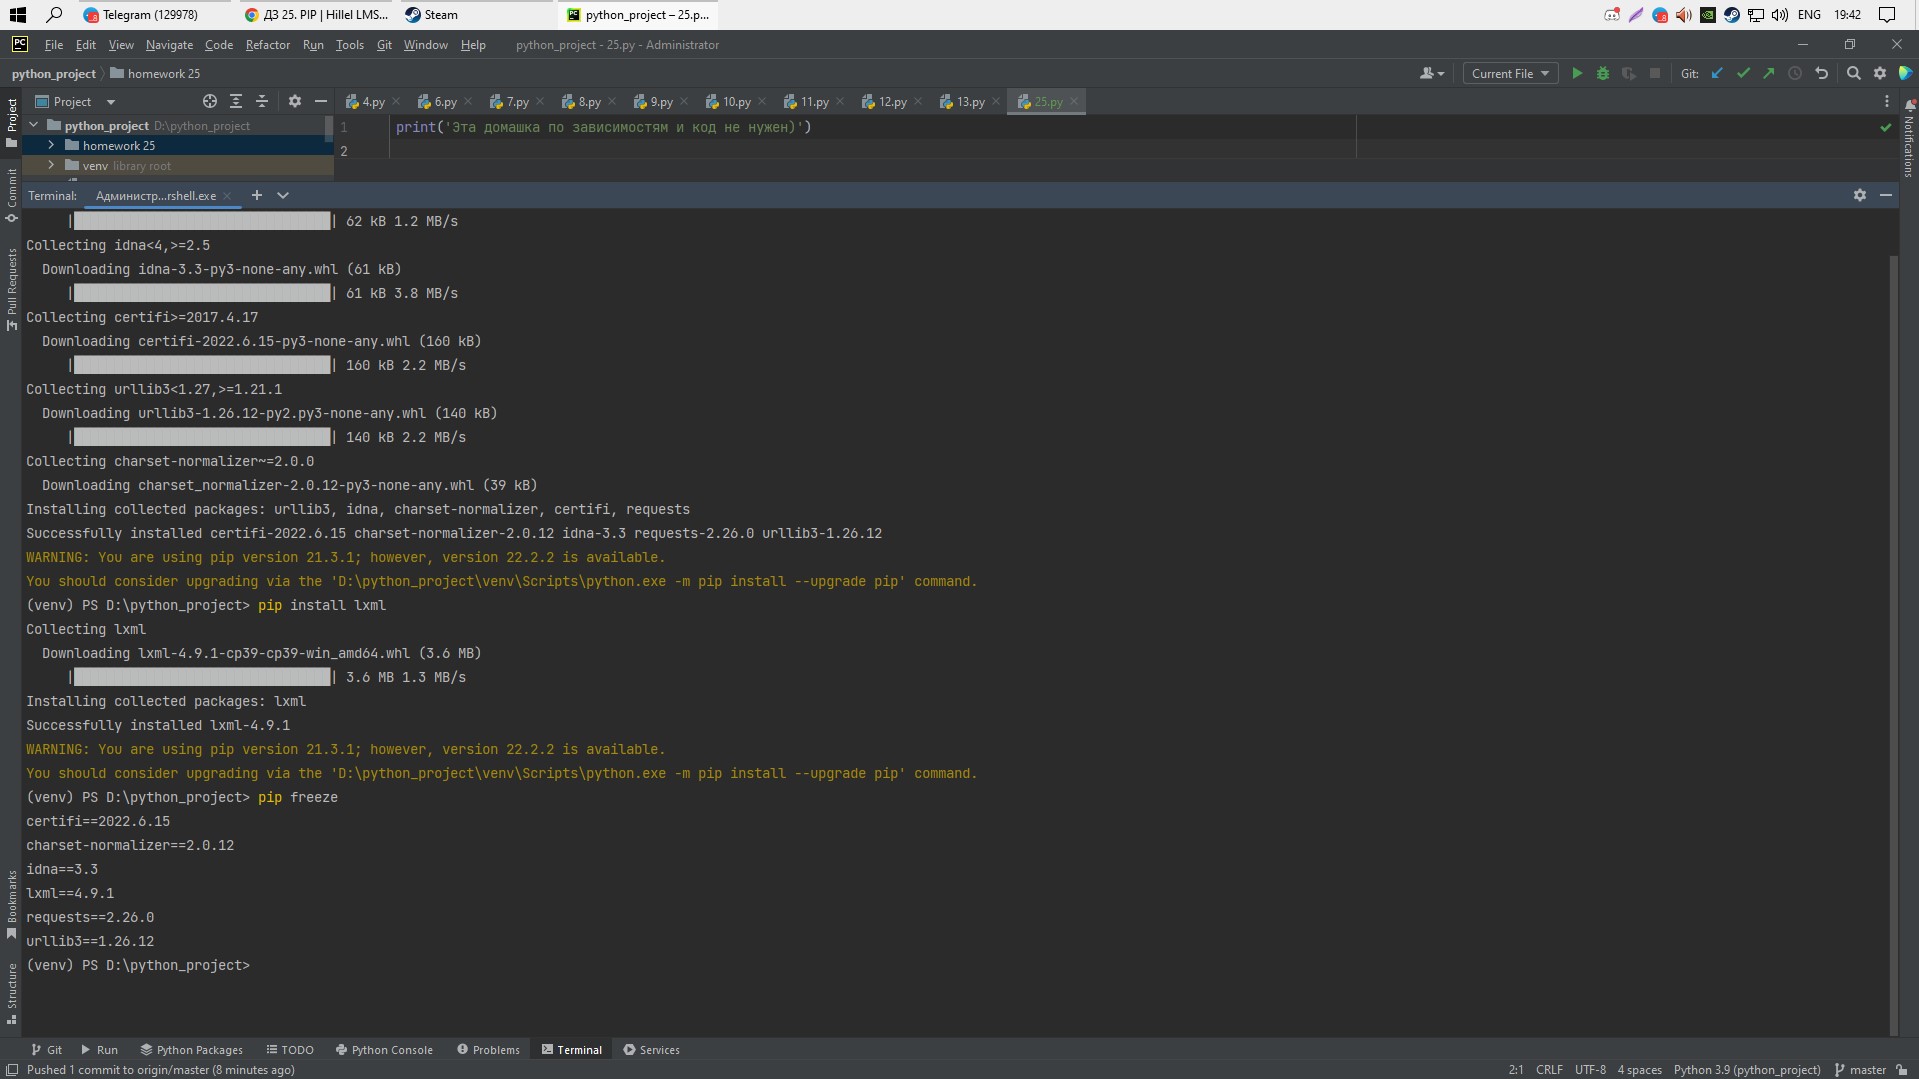 Telegram (129978)
ДЗ 25. PIP | Hillel LMS...
Steam
python_project – 25.p...
ENG
19:42
File Edit View Navigate Code Refactor Run Tools Git Window Help
python_project - 25.py - Administrator
python_project
homework 25
Current File
Git:
Project
4.py
6.py
7.py
8.py
9.py
10.py
11.py
12.py
13.py
25.py
python_project D:\python_project
homework 25
venv library root
1 print('Эта домашка по зависимостям и код не нужен)')
2
Project
Commit
Pull Requests
Bookmarks
Structure
Notifications
Terminal: Администр...rshell.exe
62 kB 1.2 MB/s
Collecting idna<4,>=2.5
Downloading idna-3.3-py3-none-any.whl (61 kB)
61 kB 3.8 MB/s
Collecting certifi>=2017.4.17
Downloading certifi-2022.6.15-py3-none-any.whl (160 kB)
160 kB 2.2 MB/s
Collecting urllib3<1.27,>=1.21.1
Downloading urllib3-1.26.12-py2.py3-none-any.whl (140 kB)
140 kB 2.2 MB/s
Collecting charset-normalizer~=2.0.0
Downloading charset_normalizer-2.0.12-py3-none-any.whl (39 kB)
Installing collected packages: urllib3, idna, charset-normalizer, certifi, requests
Successfully installed certifi-2022.6.15 charset-normalizer-2.0.12 idna-3.3 requests-2.26.0 urllib3-1.26.12
WARNING: You are using pip version 21.3.1; however, version 22.2.2 is available.
You should consider upgrading via the 'D:\python_project\venv\Scripts\python.exe -m pip install --upgrade pip' command.
(venv) PS D:\python_project> pip install lxml
Collecting lxml
Downloading lxml-4.9.1-cp39-cp39-win_amd64.whl (3.6 MB)
3.6 MB 1.3 MB/s
Installing collected packages: lxml
Successfully installed lxml-4.9.1
WARNING: You are using pip version 21.3.1; however, version 22.2.2 is available.
You should consider upgrading via the 'D:\python_project\venv\Scripts\python.exe -m pip install --upgrade pip' command.
(venv) PS D:\python_project> pip freeze
certifi==2022.6.15
charset-normalizer==2.0.12
idna==3.3
lxml==4.9.1
requests==2.26.0
urllib3==1.26.12
(venv) PS D:\python_project>
Git
Run
Python Packages
TODO
Python Console
Problems
Terminal
Services
Pushed 1 commit to origin/master (8 minutes ago)
2:1 CRLF UTF-8 4 spaces Python 3.9 (python_project) master